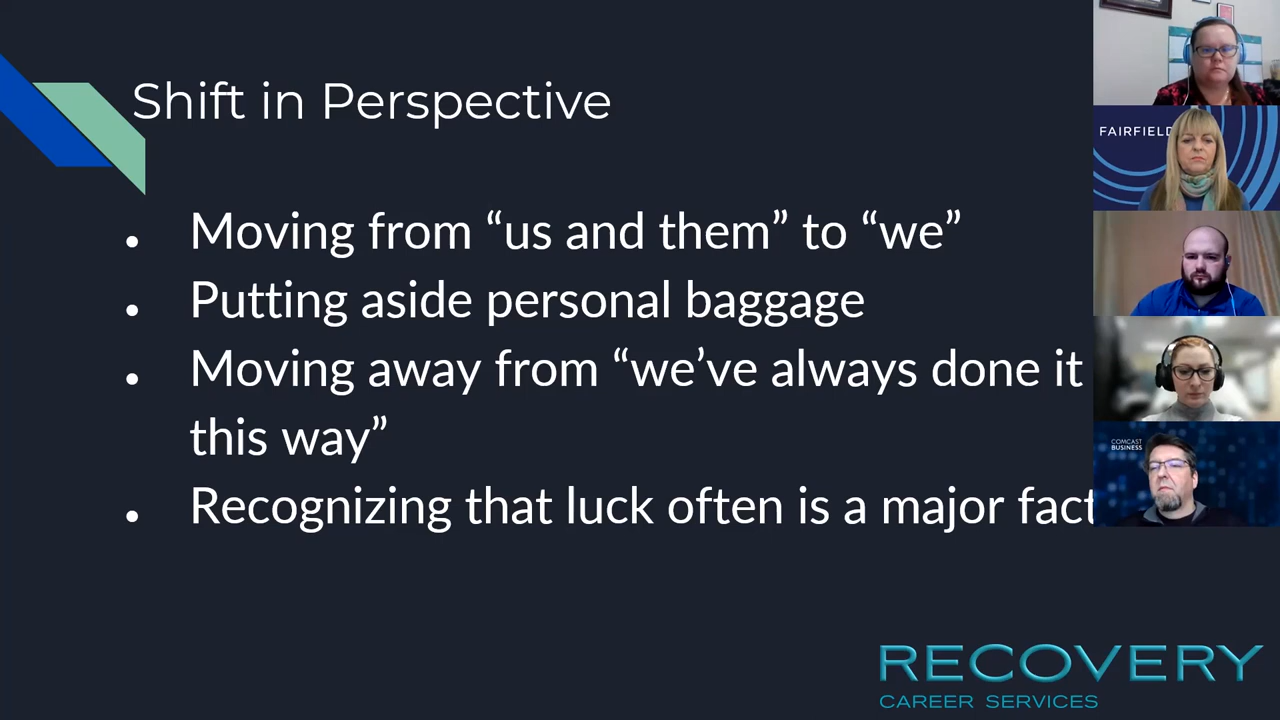 Shift in Perspective
• Moving from “us and them” to “we”
• Putting aside personal baggage
• Moving away from “we’ve always done it
this way”
• Recognizing that luck often is a major fact
FAIRFIELD
COMCAST
BUSINESS
RECOVERY
CAREER SERVICES